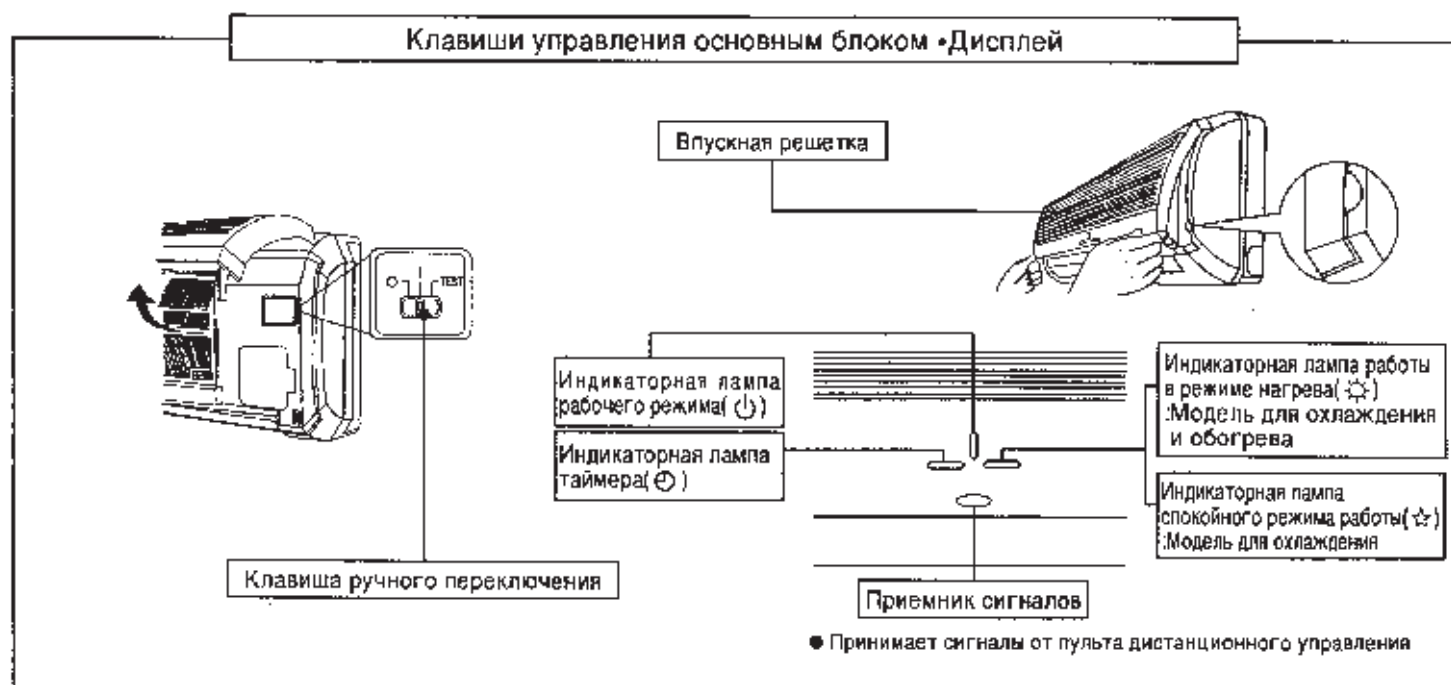 Клавиши управления основным блоком •Дисплей
Впускная решетка
TEST
Индикаторная лампа
рабочего режима( )
Индикаторная лампа
таймера( )
Индикаторная лампа работы
в режиме нагрева( )
:Модель для охлаждения
и обогрева
Индикаторная лампа
спокойного режима работы(☆)
:Модель для охлаждения
Клавиша ручного переключения
Приемник сигналов
● Принимает сигналы от пульта дистанционного управления